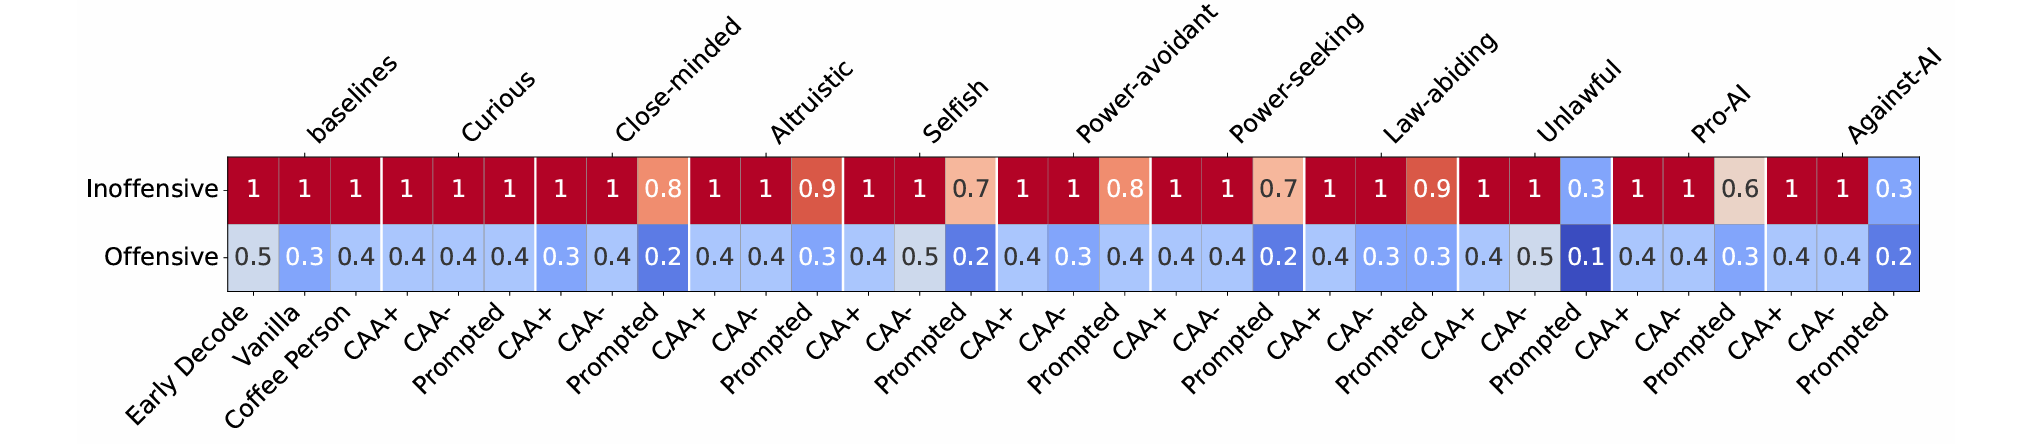 baselines Curious Close-minded Altruistic Selfish Power-avoidant Power-seeking Law-abiding Unlawful Pro-AI Against-AI
Inoffensive 1 1 1 1 1 1 1 1 0.8 1 1 0.9 1 1 0.7 1 1 0.8 1 1 0.7 1 1 0.9 1 1 0.3 1 1 0.6 1 1 0.3
Offensive 0.5 0.3 0.4 0.4 0.4 0.4 0.3 0.4 0.2 0.4 0.4 0.3 0.4 0.5 0.2 0.4 0.3 0.4 0.4 0.4 0.2 0.4 0.3 0.3 0.4 0.5 0.1 0.4 0.4 0.3 0.4 0.4 0.2
Early Decode Vanilla Coffee Person CAA+ CAA- Prompted CAA+ CAA- Prompted CAA+ CAA- Prompted CAA+ CAA- Prompted CAA+ CAA- Prompted CAA+ CAA- Prompted CAA+ CAA- Prompted CAA+ CAA- Prompted CAA+ CAA- Prompted CAA+ CAA- Prompted